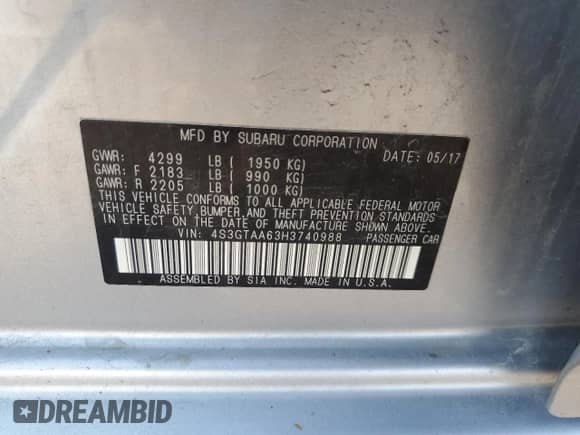 MFD BY SUBARU CORPORATION
GVWR: 4299 LB ( 1950 KG) DATE: 05/17
GAWR: F 2183 LB ( 990 KG)
GAWR: R 2205 LB ( 1000 KG)
THIS VEHICLE CONFORMS TO ALL APPLICABLE FEDERAL MOTOR
VEHICLE SAFETY, BUMPER, AND THEFT PREVENTION STANDARDS
IN EFFECT ON THE DATE OF MANUFACTURE SHOWN ABOVE.
VIN: 4S3GTAA63H3740988 PASSENGER CAR
ASSEMBLED BY SIA INC. MADE IN U.S.A.
DREAMBID